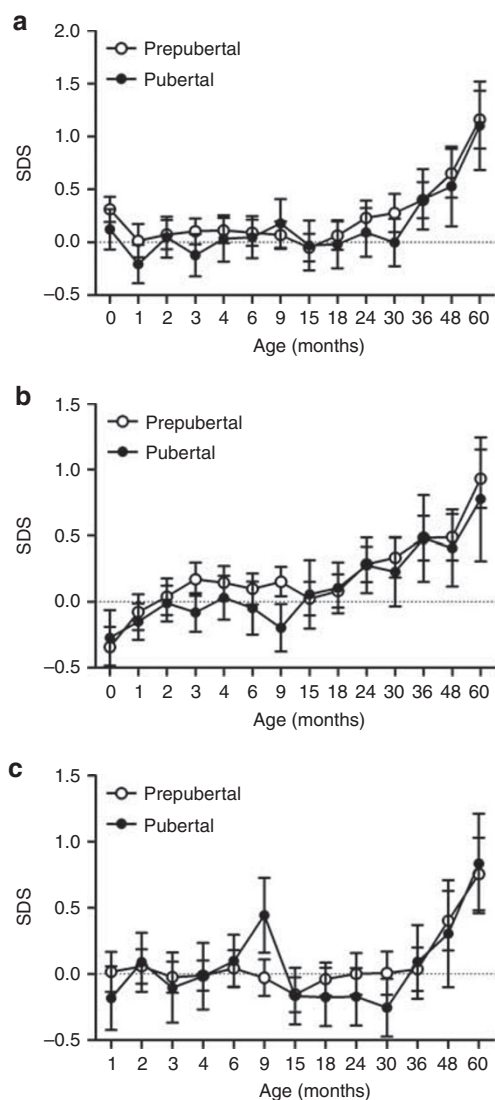 a
2.0
Prepubertal
Pubertal
1.5
1.0
SDS
0.5
0.0
–0.5
0 1 2 3 4 6 9 15 18 24 30 36 48 60
Age (months)
b
1.5
Prepubertal
Pubertal
1.0
SDS
0.5
0.0
–0.5
0 1 2 3 4 6 9 15 18 24 30 36 48 60
Age (months)
c
1.5
Prepubertal
Pubertal
1.0
SDS
0.5
0.0
–0.5
1 2 3 4 6 9 15 18 24 30 36 48 60
Age (months)